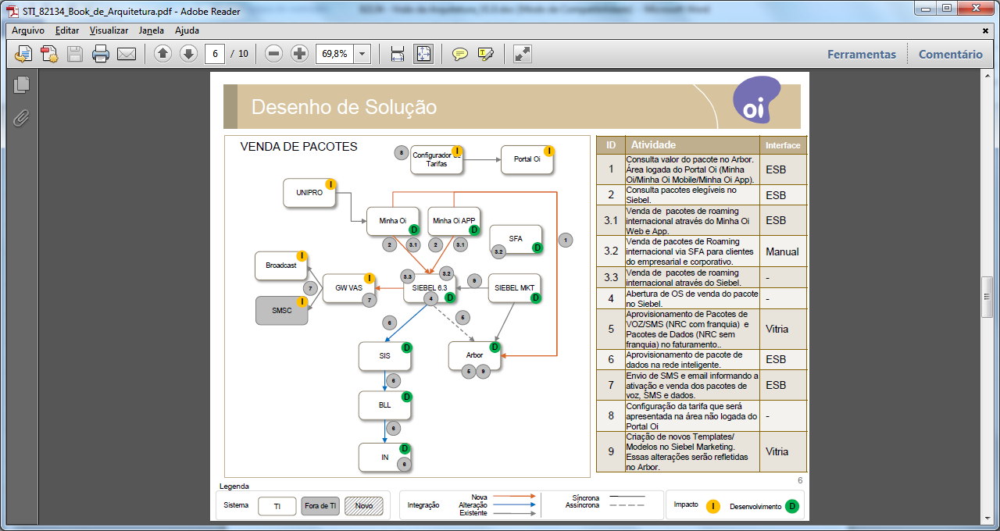 STI_82134_Book_de_Arquitetura.pdf - Adobe Reader
Arquivo Editar Visualizar Janela Ajuda
6 / 10 69,8% Ferramentas Comentário
Desenho de Solução
oi
VENDA DE PACOTES
8 Configurador de Tarifas I
Portal Oi I
UNIPRO I
Minha Oi D
Minha Oi APP D
SFA D
3.2
1
2 3.1 2 3.1
Broadcast I
3.3 3.2 9
GW VAS I
7
SIEBEL 6.3 D
4
SIEBEL MKT D
7
SMSC I
6 5
SIS D
Arbor D
5 9
6
BLL D
6
IN D
6
ID Atividade Interface
1 Consulta valor do pacote no Arbor.
Área logada do Portal Oi (Minha
Oi/Minha Oi Mobile/Minha Oi App). ESB
2 Consulta pacotes elegíveis no
Siebel. ESB
3.1 Venda de pacotes de roaming
internacional através do Minha Oi
Web e App. ESB
3.2 Venda de pacotes de Roaming
internacional via SFA para clientes
do empresarial e corporativo. Manual
3.3 Venda de pacotes de roaming
internacional através do Siebel. -
4 Abertura de OS de venda do pacote
no Siebel. -
5 Aprovisionamento de Pacotes de
VOZ/SMS (NRC com franquia) e
Pacotes de Dados (NRC sem
franquia) no faturamento.. Vitria
6 Aprovisionamento de pacote de
dados na rede inteligente. ESB
7 Envio de SMS e email informando a
ativação e venda dos pacotes de
voz, SMS e dados. ESB
8 Configuração da tarifa que será
apresentada na área não logada do
Portal Oi -
9 Criação de novos Templates/
Modelos no Siebel Marketing.
Essas alterações serão refletidas
no Arbor. Vitria
6
Legenda
Sistema TI Fora de TI Novo
Integração Nova
Alteração
Existente
Síncrona
Assíncrona
Impacto I Desenvolvimento D